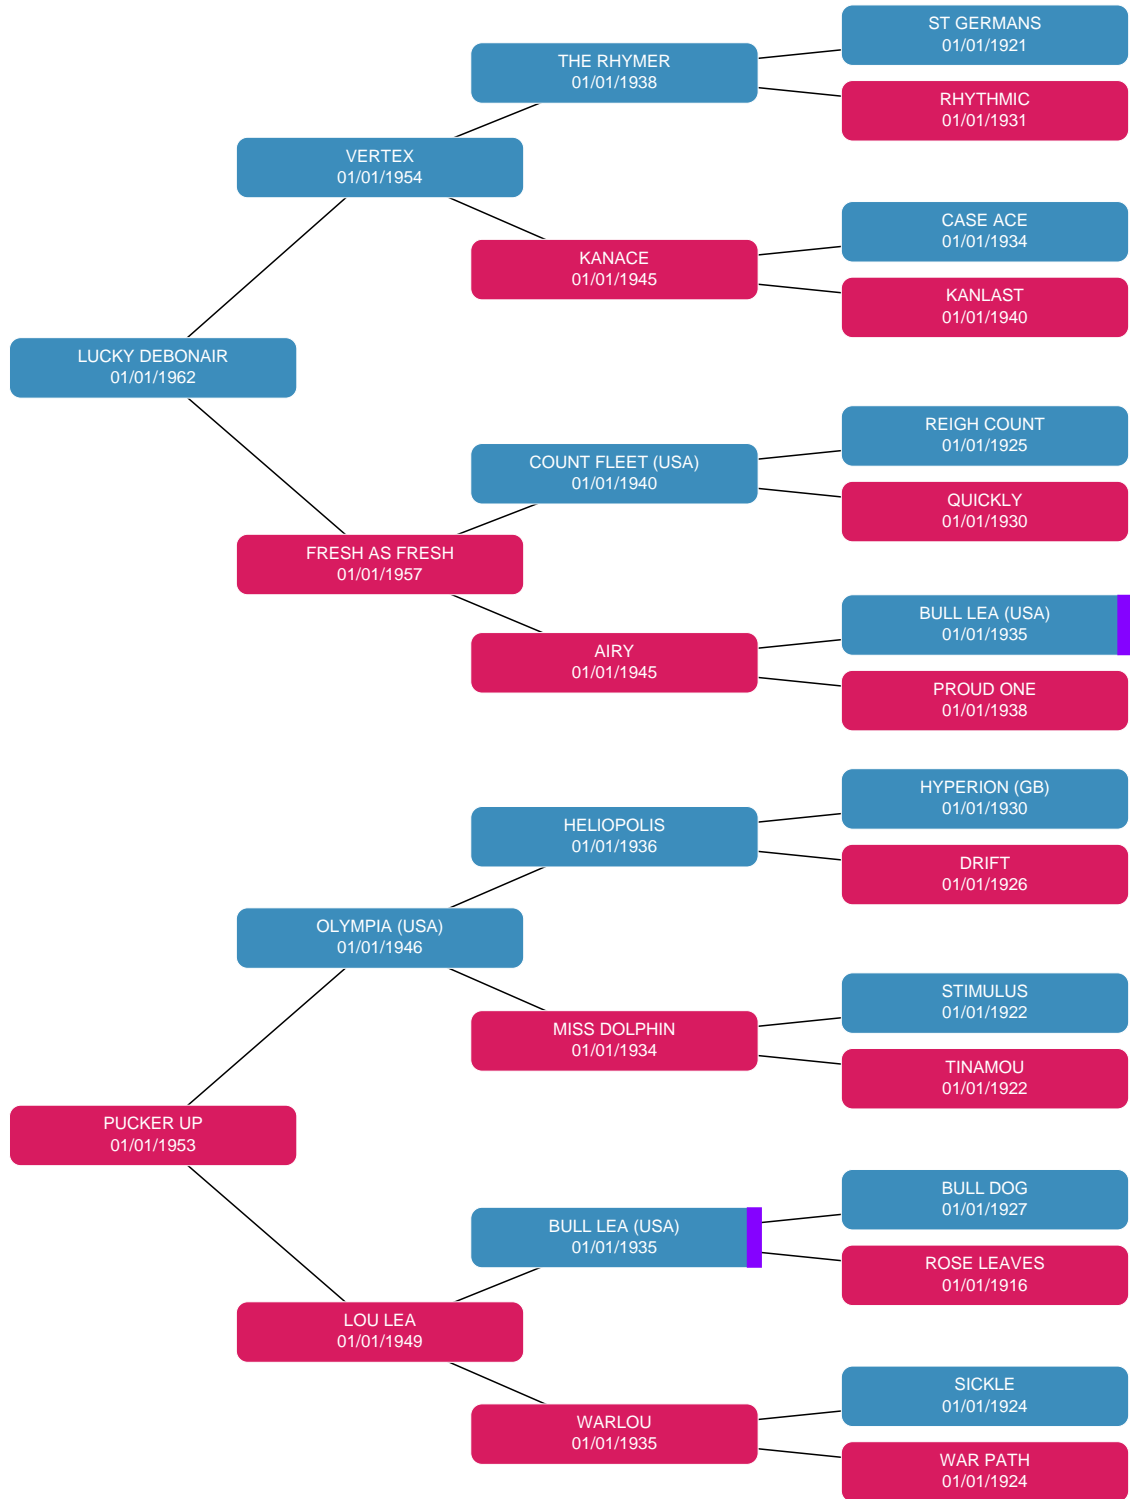 ST GERMANS
01/01/1921
THE RHYMER
01/01/1938
RHYTHMIC
01/01/1931
VERTEX
01/01/1954
CASE ACE
01/01/1934
KANACE
01/01/1945
KANLAST
01/01/1940
LUCKY DEBONAIR
01/01/1962
REIGH COUNT
01/01/1925
COUNT FLEET (USA)
01/01/1940
QUICKLY
01/01/1930
FRESH AS FRESH
01/01/1957
BULL LEA (USA)
01/01/1935
AIRY
01/01/1945
PROUD ONE
01/01/1938
HYPERION (GB)
01/01/1930
HELIOPOLIS
01/01/1936
DRIFT
01/01/1926
OLYMPIA (USA)
01/01/1946
STIMULUS
01/01/1922
MISS DOLPHIN
01/01/1934
TINAMOU
01/01/1922
PUCKER UP
01/01/1953
BULL DOG
01/01/1927
BULL LEA (USA)
01/01/1935
ROSE LEAVES
01/01/1916
LOU LEA
01/01/1949
SICKLE
01/01/1924
WARLOU
01/01/1935
WAR PATH
01/01/1924